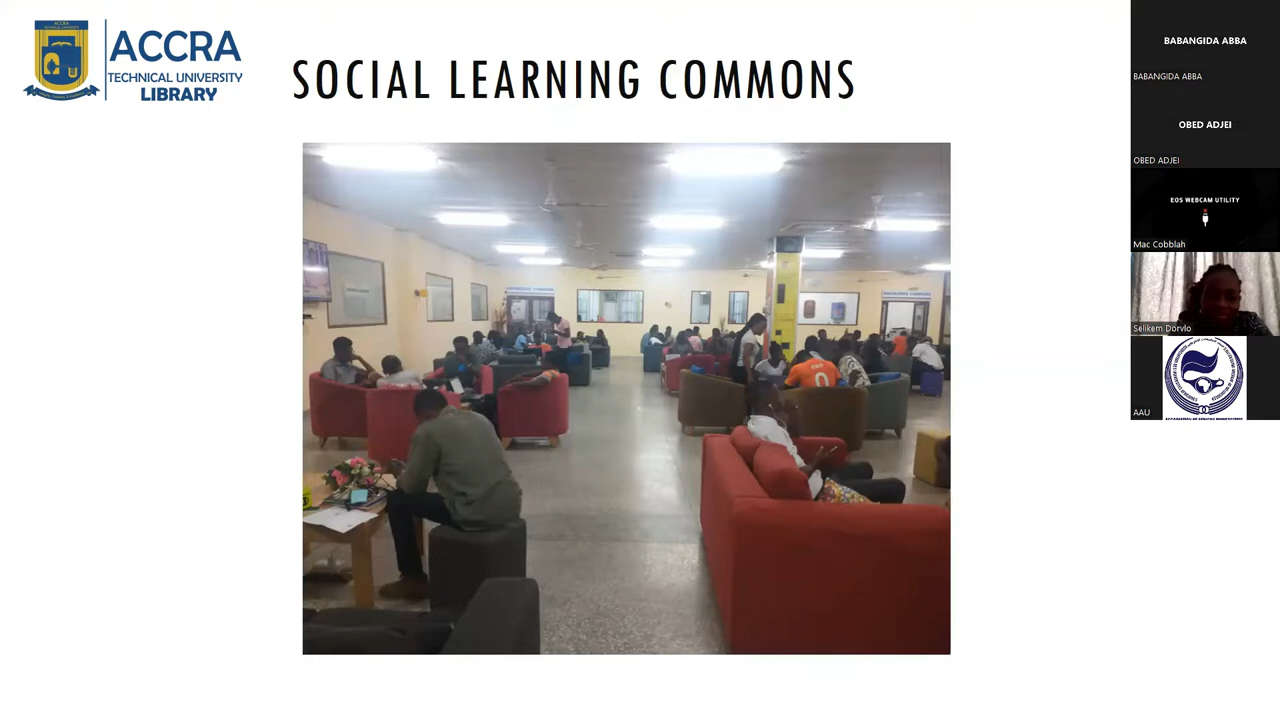 ACCRA
TECHNICAL UNIVERSITY
LIBRARY
SOCIAL LEARNING COMMONS
0
BABANGIDA ABBA
BABANGIDA ABBA
OBED ADJEI
OBED ADJEI
EOS WEBCAM UTILITY
Mac Cobblah
Selikem Dorvlo
AAU